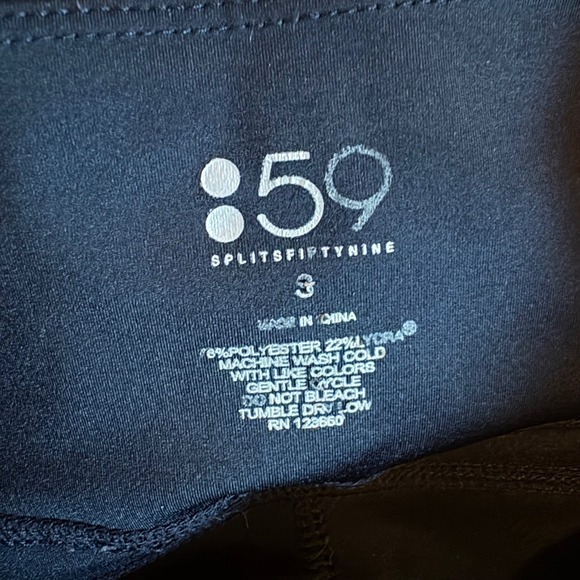 :59
SPLITSFIFTYNINE
MADE IN CHINA
78%POLYESTER 22%LYCRA®
MACHINE WASH COLD
WITH LIKE COLORS
GENTLE CYCLE
DO NOT BLEACH
TUMBLE DRY LOW
RN 123660